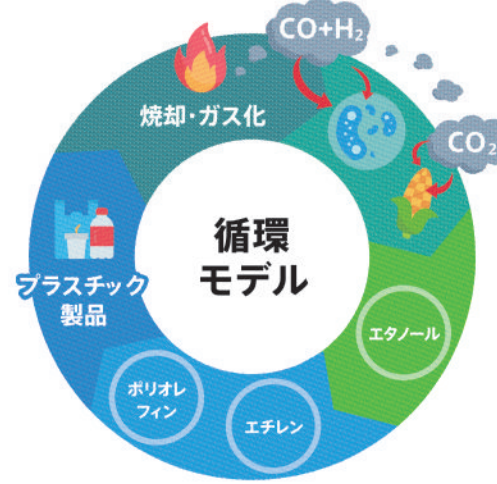 CO+H₂
焼却・ガス化
CO₂
循環
モデル
プラスチック
製品
エタノール
ポリオレ
フィン
エチレン